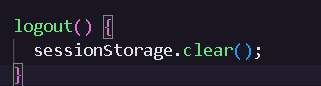 logout() {
  sessionStorage.clear();
}